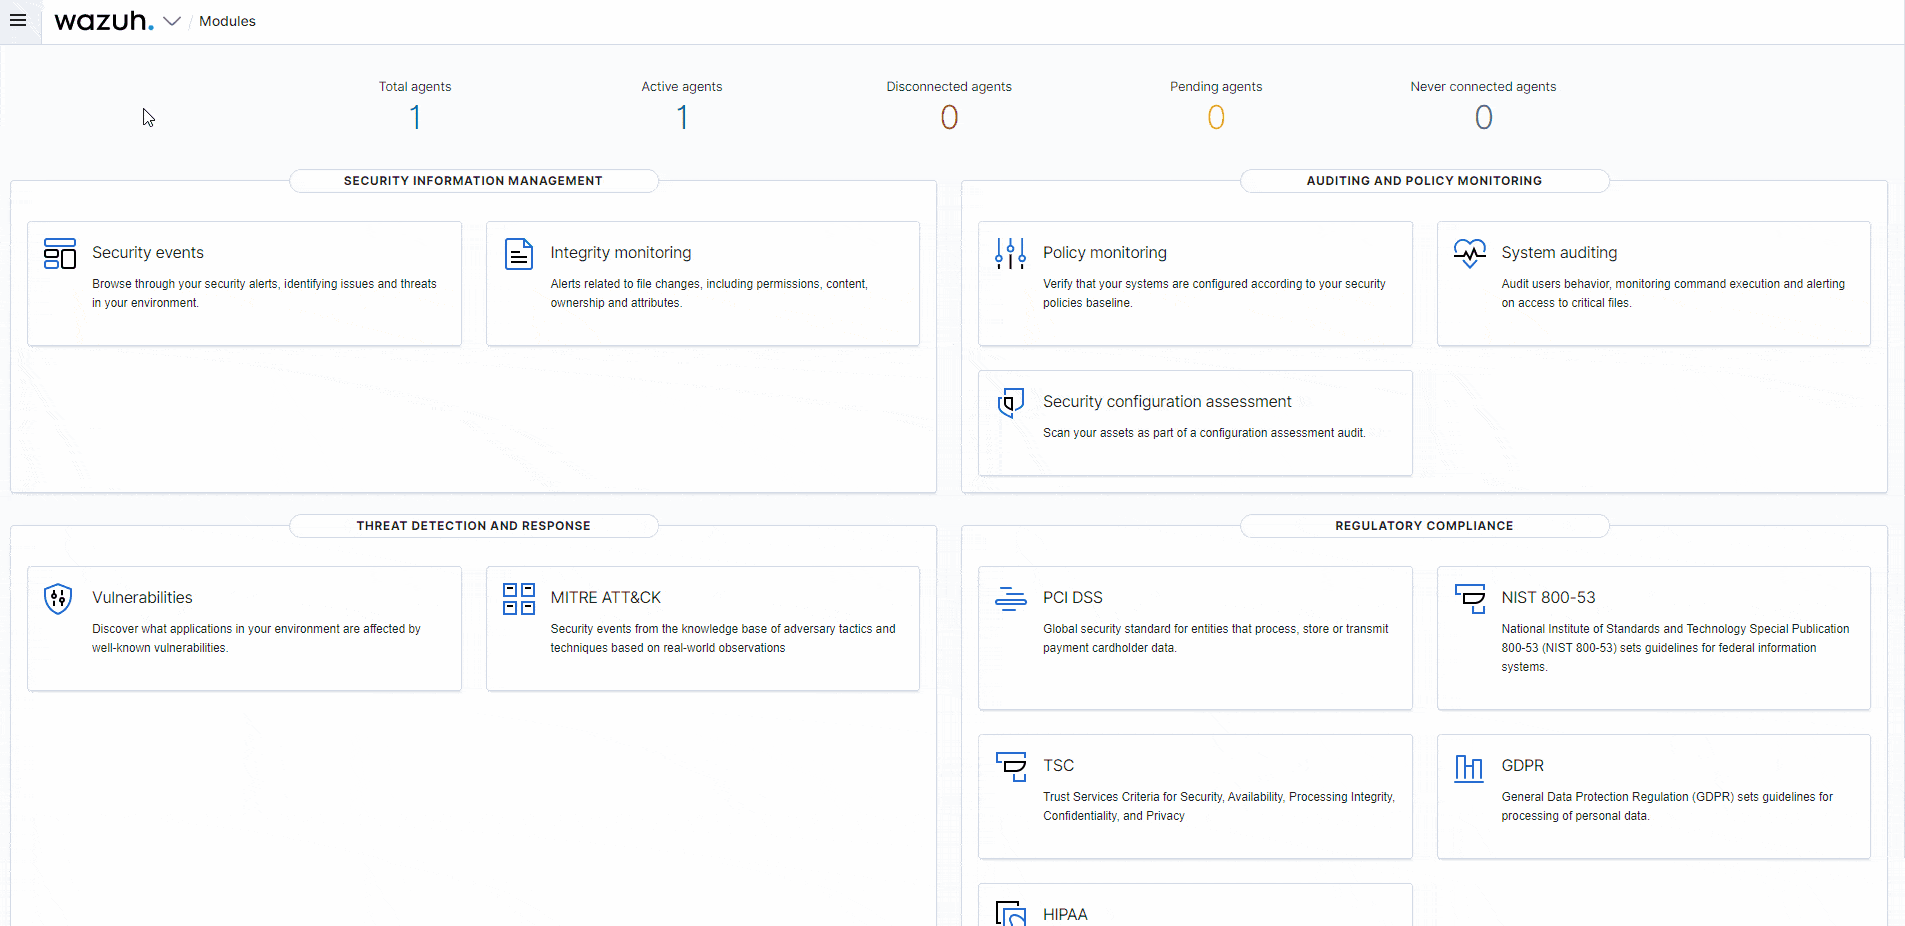 wazuh. / Modules
Total agents
1
Active agents
1
Disconnected agents
0
Pending agents
0
Never connected agents
0
SECURITY INFORMATION MANAGEMENT
Security events
Browse through your security alerts, identifying issues and threats
in your environment.
Integrity monitoring
Alerts related to file changes, including permissions, content,
ownership and attributes.
AUDITING AND POLICY MONITORING
Policy monitoring
Verify that your systems are configured according to your security
policies baseline.
System auditing
Audit users behavior, monitoring command execution and alerting
on access to critical files.
Security configuration assessment
Scan your assets as part of a configuration assessment audit.
THREAT DETECTION AND RESPONSE
Vulnerabilities
Discover what applications in your environment are affected by
well-known vulnerabilities.
MITRE ATT&CK
Security events from the knowledge base of adversary tactics and
techniques based on real-world observations
REGULATORY COMPLIANCE
PCI DSS
Global security standard for entities that process, store or transmit
payment cardholder data.
NIST 800-53
National Institute of Standards and Technology Special Publication
800-53 (NIST 800-53) sets guidelines for federal information
systems.
TSC
Trust Services Criteria for Security, Availability, Processing Integrity,
Confidentiality, and Privacy
GDPR
General Data Protection Regulation (GDPR) sets guidelines for
processing of personal data.
HIPAA